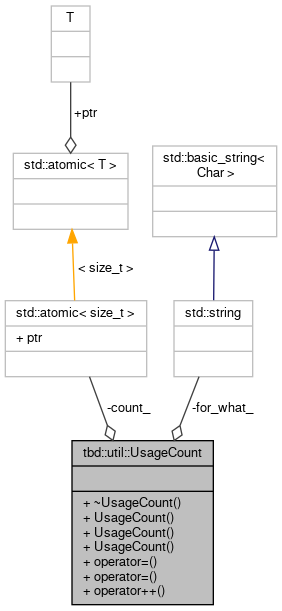 T
+ptr
std::atomic< T >
std::basic_string<
Char >
< size_t >
std::atomic< size_t >
+ ptr
std::string
-count_
-for_what_
tbd::util::UsageCount
+ ~UsageCount()
+ UsageCount()
+ UsageCount()
+ UsageCount()
+ operator=()
+ operator=()
+ operator++()